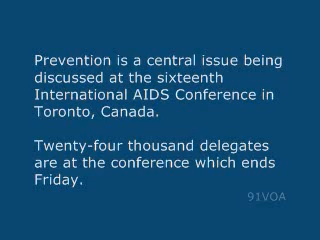 Prevention is a central issue being
discussed at the sixteenth
International AIDS Conference in
Toronto, Canada.
Twenty-four thousand delegates
are at the conference which ends
Friday.
91VOA